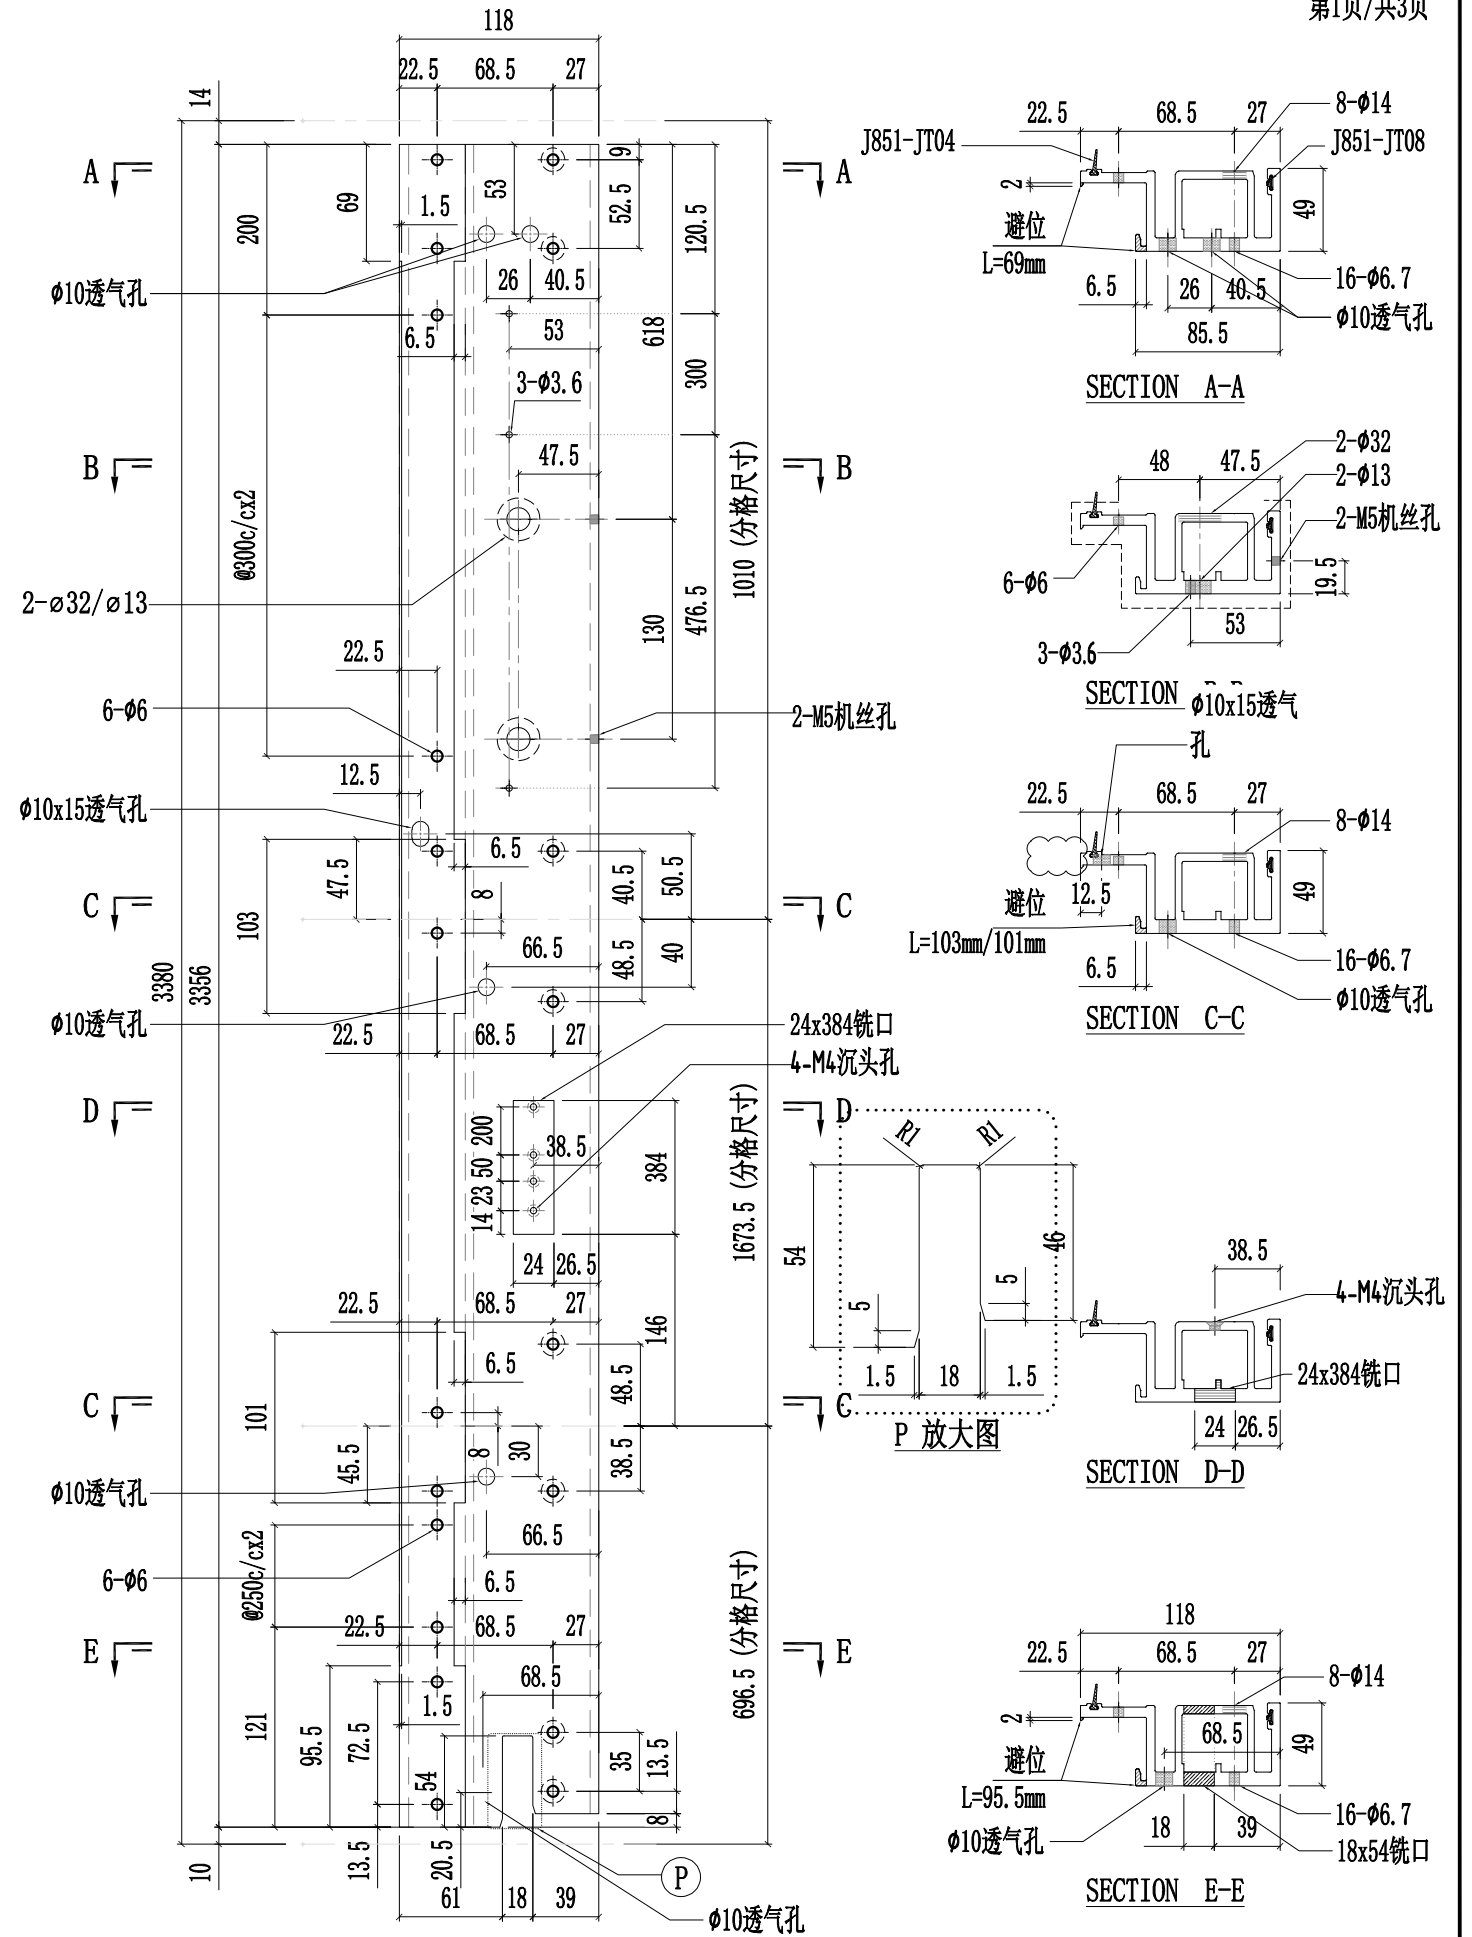 第1页/共3页
118
22.5
68.5
27
14
A
A
200
69
1.5
53
9
52.5
120.5
φ10透气孔
26
40.5
6.5
53
618
300
3-φ3.6
B
B
47.5
@300c/cx2
1010 (分格尺寸)
2-⌀32/⌀13
130
476.5
22.5
6-φ6
2-M5机丝孔
12.5
φ10x15透气孔
6.5
47.5
8
40.5
50.5
C
C
103
66.5
48.5
40
3380
3356
φ10透气孔
22.5
68.5
27
24x384铣口
4-M4沉头孔
D
D
200
38.5
50
23
14
384
1673.5 (分格尺寸)
24
26.5
22.5
68.5
27
146
6.5
48.5
C
C
101
45.5
8
30
38.5
φ10透气孔
66.5
@250c/cx2
6-φ6
6.5
696.5 (分格尺寸)
22.5
68.5
27
E
E
68.5
1.5
121
95.5
72.5
54
35
13.5
8
10
13.5
20.5
61
18
39
P
φ10透气孔
22.5
68.5
27
8-φ14
J851-JT04
J851-JT08
2
49
避位
L=69mm
6.5
26
40.5
16-φ6.7
φ10透气孔
85.5
SECTION A-A
48
47.5
2-φ32
2-φ13
2-M5机丝孔
6-φ6
19.5
53
3-φ3.6
SECTION
φ10x15透气
孔
22.5
68.5
27
8-φ14
12.5
49
避位
L=103mm/101mm
6.5
16-φ6.7
φ10透气孔
SECTION C-C
R1
R1
54
46
5
5
1.5
18
1.5
P 放大图
38.5
4-M4沉头孔
24x384铣口
24
26.5
SECTION D-D
118
22.5
68.5
27
8-φ14
2
68.5
49
避位
L=95.5mm
φ10透气孔
18
39
16-φ6.7
18x54铣口
SECTION E-E